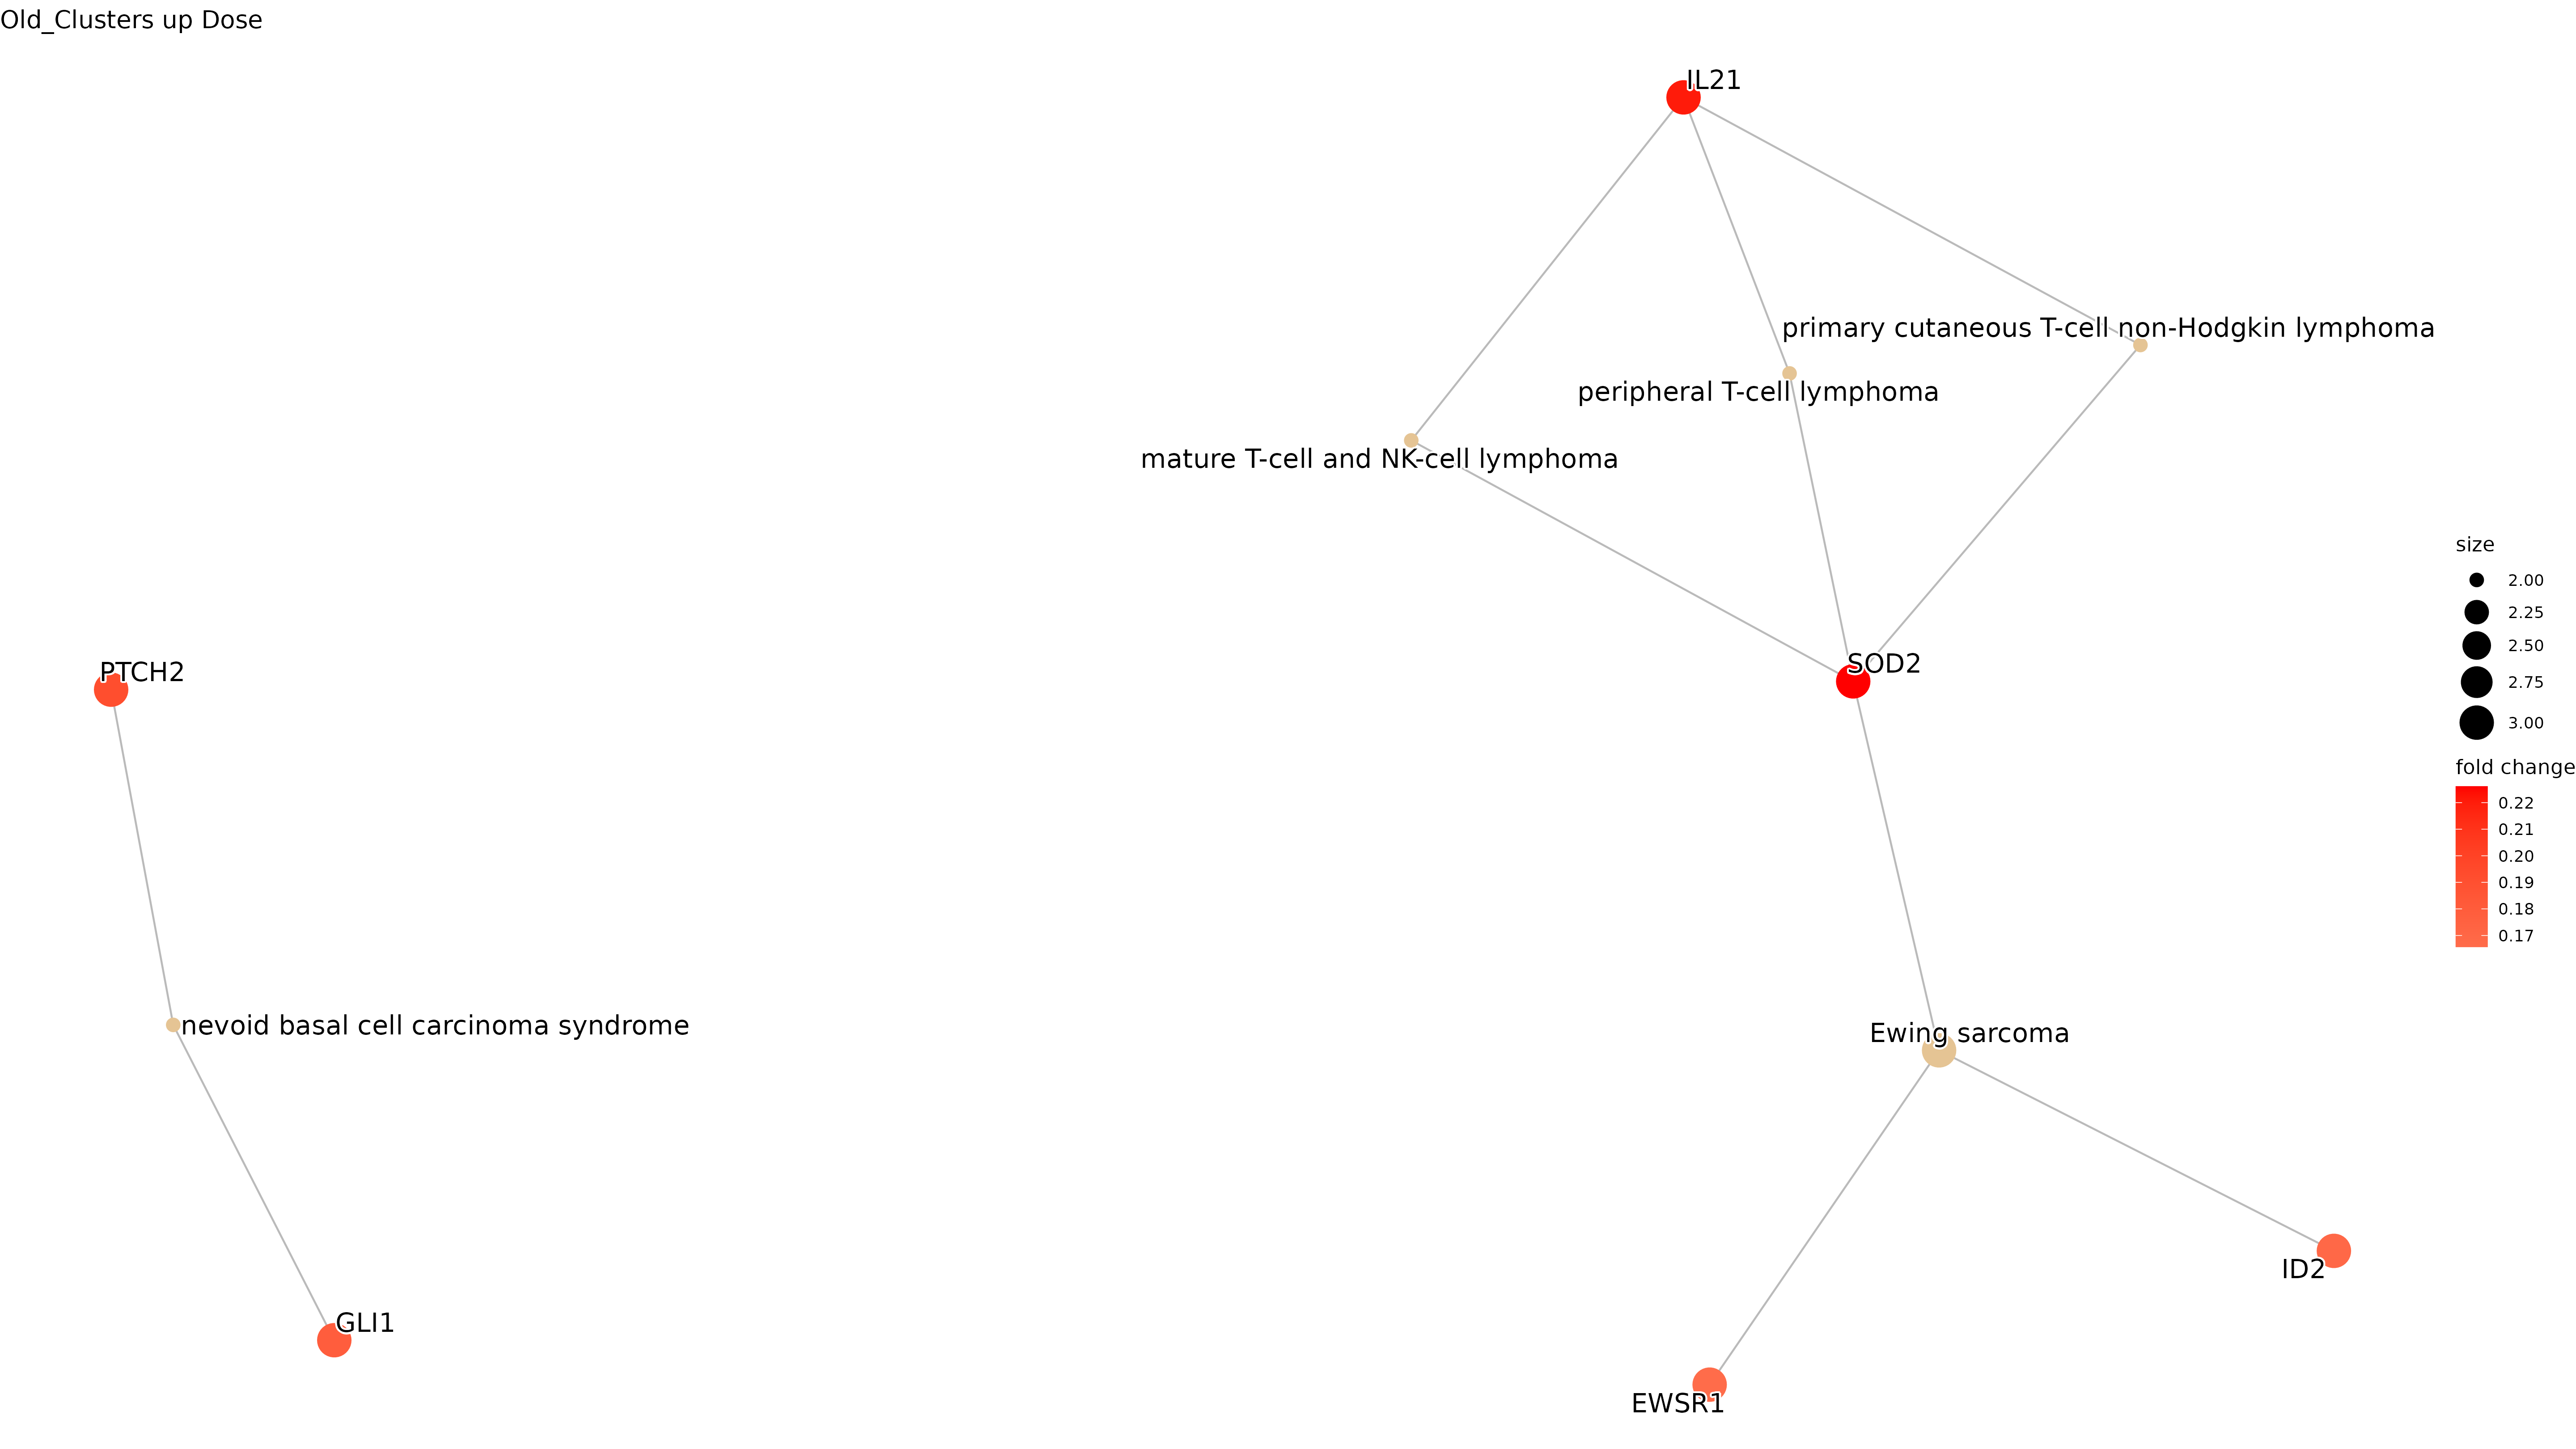 Old_Clusters up Dose
IL21
primary cutaneous T-cell non-Hodgkin lymphoma
peripheral T-cell lymphoma
mature T-cell and NK-cell lymphoma
SOD2
PTCH2
nevoid basal cell carcinoma syndrome
Ewing sarcoma
ID2
GLI1
EWSR1
size
2.00
2.25
2.50
2.75
3.00
fold change
0.22
0.21
0.20
0.19
0.18
0.17